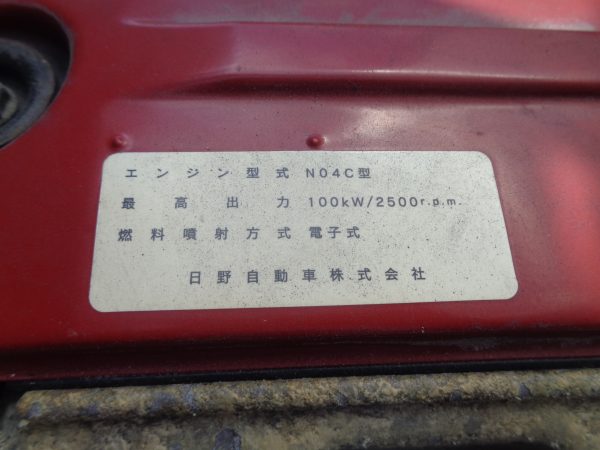 エンジン型式 N04C型
最高出力 100kW/2500r.p.m.
燃料噴射方式 電子式
日野自動車株式会社